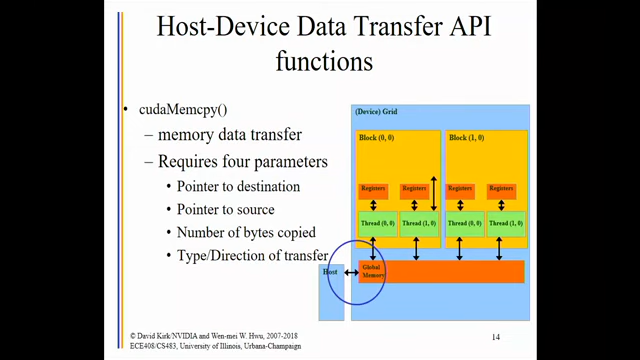 Host-Device Data Transfer API
functions
• cudaMemcpy()
– memory data transfer
– Requires four parameters
• Pointer to destination
• Pointer to source
• Number of bytes copied
• Type/Direction of transfer
(Device) Grid
Block (0, 0)
Block (1, 0)
Registers
Registers
Registers
Registers
Thread (0, 0)
Thread (1, 0)
Thread (0, 0)
Thread (1, 0)
Host
Global
Memory
© David Kirk/NVIDIA and Wen-mei W. Hwu, 2007-2018
ECE408/CS483, University of Illinois, Urbana-Champaign
14